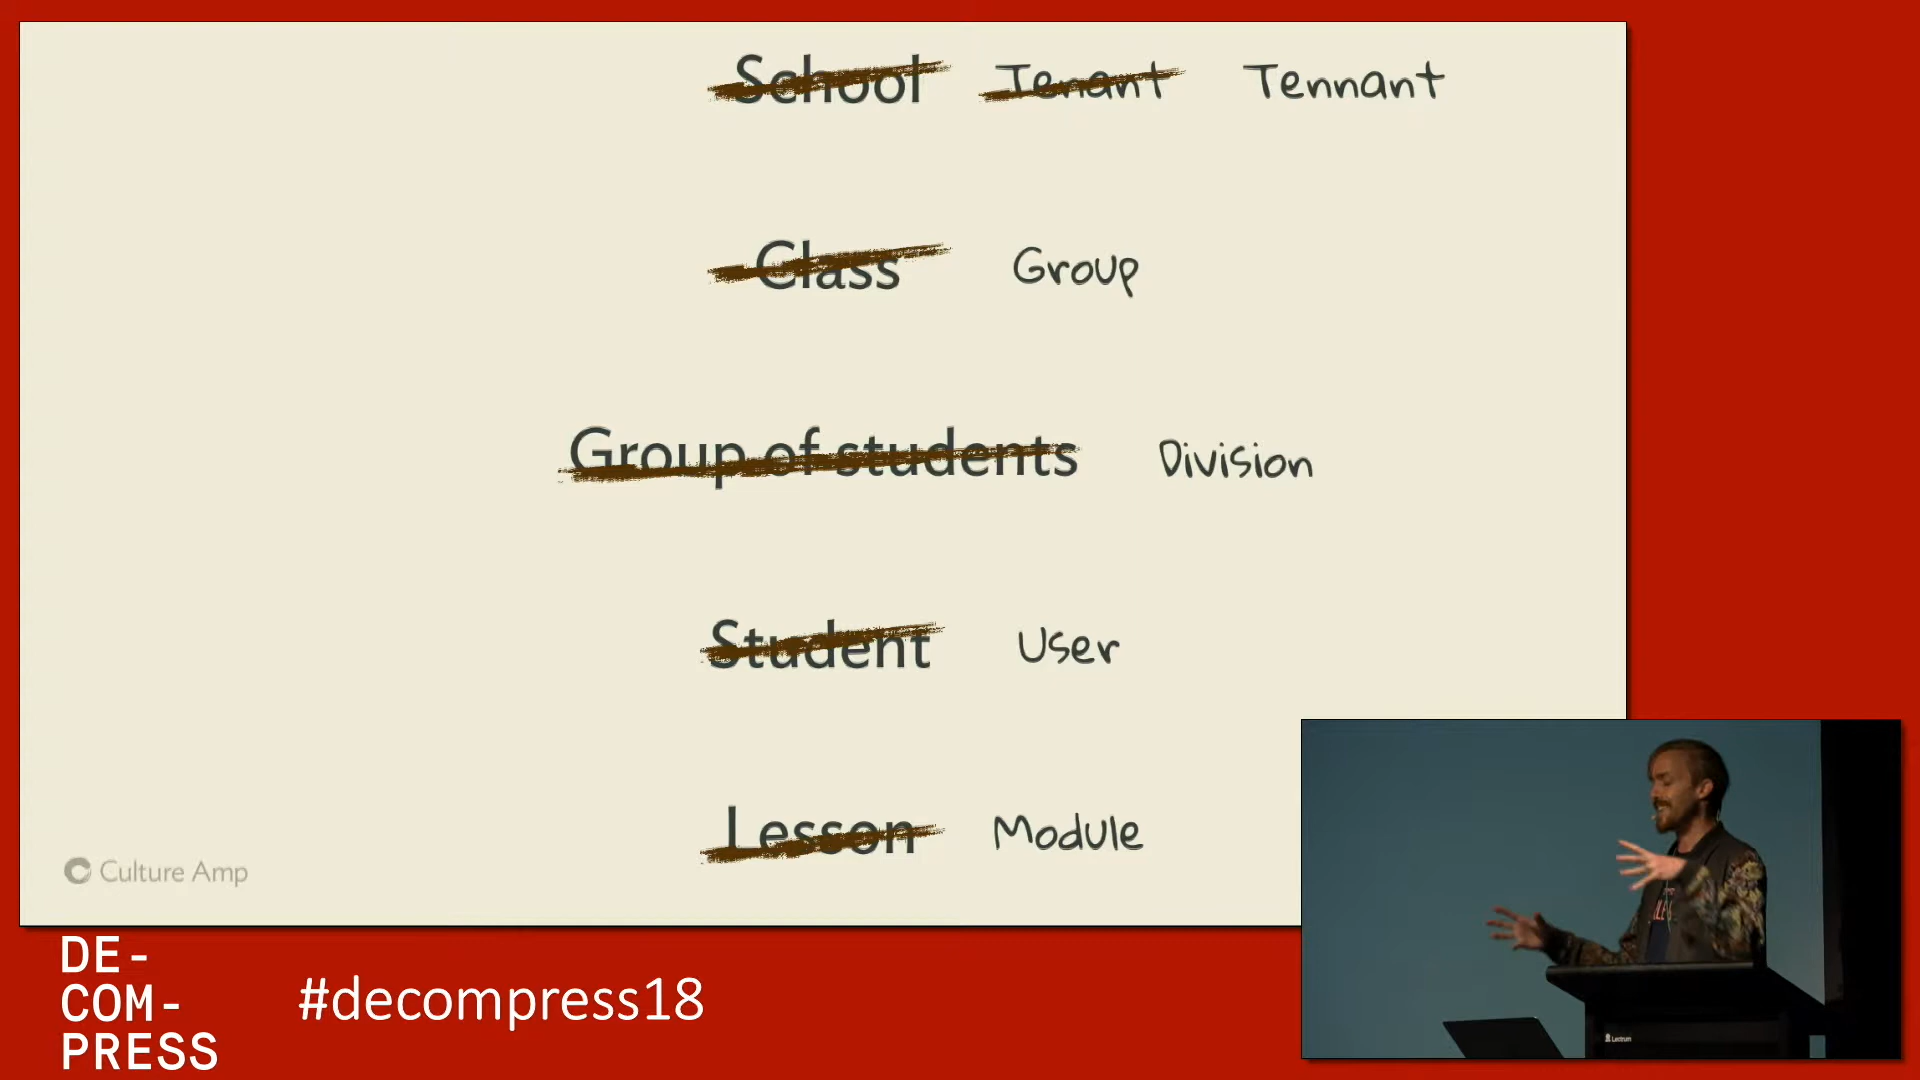 School Tenant Tennant
Class Group
Group of students Division
Student User
Lesson Module
Culture Amp
DE-
COM-
PRESS
#decompress18
Lectrum